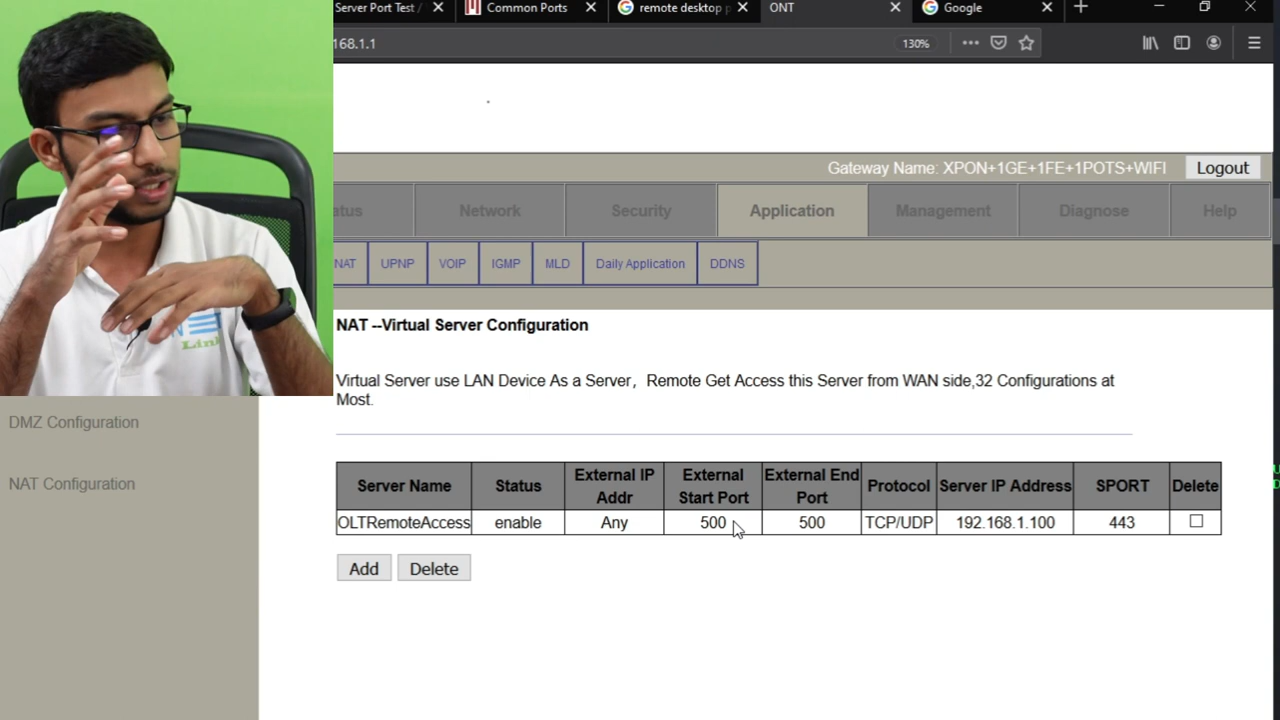 Server Port Test /
Common Ports
remote desktop p
ONT
Google
168.1.1
130%
Gateway Name: XPON+1GE+1FE+1POTS+WIFI
Logout
atus
Network
Security
Application
Management
Diagnose
Help
NAT
UPNP
VOIP
IGMP
MLD
Daily Application
DDNS
NET
Link
NAT --Virtual Server Configuration
Virtual Server use LAN Device As a Server，Remote Get Access this Server from WAN side,32 Configurations at
Most.
DMZ Configuration
NAT Configuration
Server Name
Status
External IP
Addr
External
Start Port
External End
Port
Protocol
Server IP Address
SPORT
Delete
OLTRemoteAccess
enable
Any
500
500
TCP/UDP
192.168.1.100
443
Add
Delete